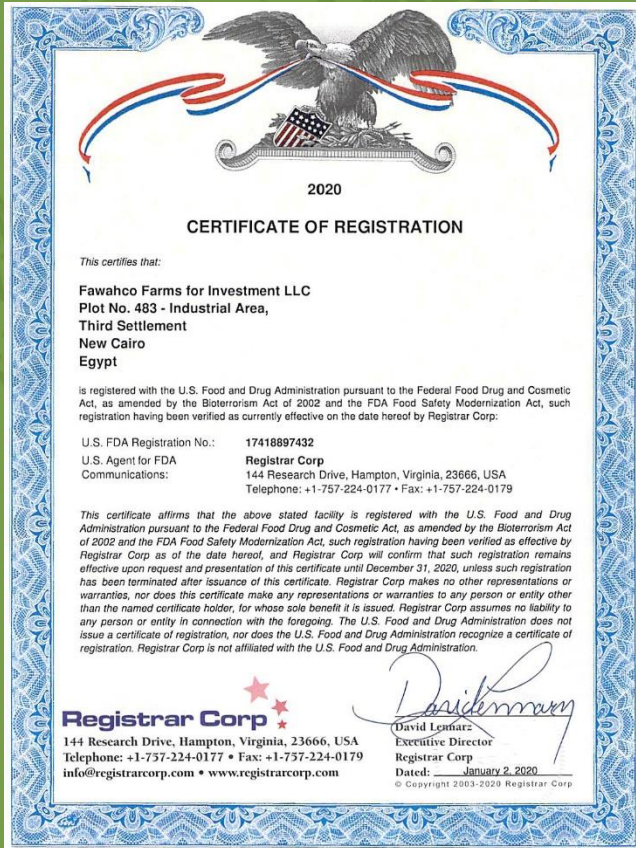 2020
CERTIFICATE OF REGISTRATION
This certifies that:
Fawahco Farms for Investment LLC
Plot No. 483 - Industrial Area,
Third Settlement
New Cairo
Egypt
is registered with the U.S. Food and Drug Administration pursuant to the Federal Food Drug and Cosmetic
Act, as amended by the Bioterrorism Act of 2002 and the FDA Food Safety Modernization Act, such
registration having been verified as currently effective on the date hereof by Registrar Corp:
U.S. FDA Registration No.: 17418897432
U.S. Agent for FDA Registrar Corp
Communications: 144 Research Drive, Hampton, Virginia, 23666, USA
Telephone: +1-757-224-0177 • Fax: +1-757-224-0179
This certificate affirms that the above stated facility is registered with the U.S. Food and Drug
Administration pursuant to the Federal Food Drug and Cosmetic Act, as amended by the Bioterrorism Act
of 2002 and the FDA Food Safety Modernization Act, such registration having been verified as effective by
Registrar Corp as of the date hereof, and Registrar Corp will confirm that such registration remains
effective upon request and presentation of this certificate until December 31, 2020, unless such registration
has been terminated after issuance of this certificate. Registrar Corp makes no other representations or
warranties, nor does this certificate make any representations or warranties to any person or entity other
than the named certificate holder, for whose sole benefit it is issued. Registrar Corp assumes no liability to
any person or entity in connection with the foregoing. The U.S. Food and Drug Administration does not
issue a certificate of registration, nor does the U.S. Food and Drug Administration recognize a certificate of
registration. Registrar Corp is not affiliated with the U.S. Food and Drug Administration.
Registrar Corp
144 Research Drive, Hampton, Virginia, 23666, USA
Telephone: +1-757-224-0177 • Fax: +1-757-224-0179
info@registrarcorp.com • www.registrarcorp.com
David Lennarz
David Lennarz
Executive Director
Registrar Corp
Dated: January 2, 2020
© Copyright 2003-2020 Registrar Corp